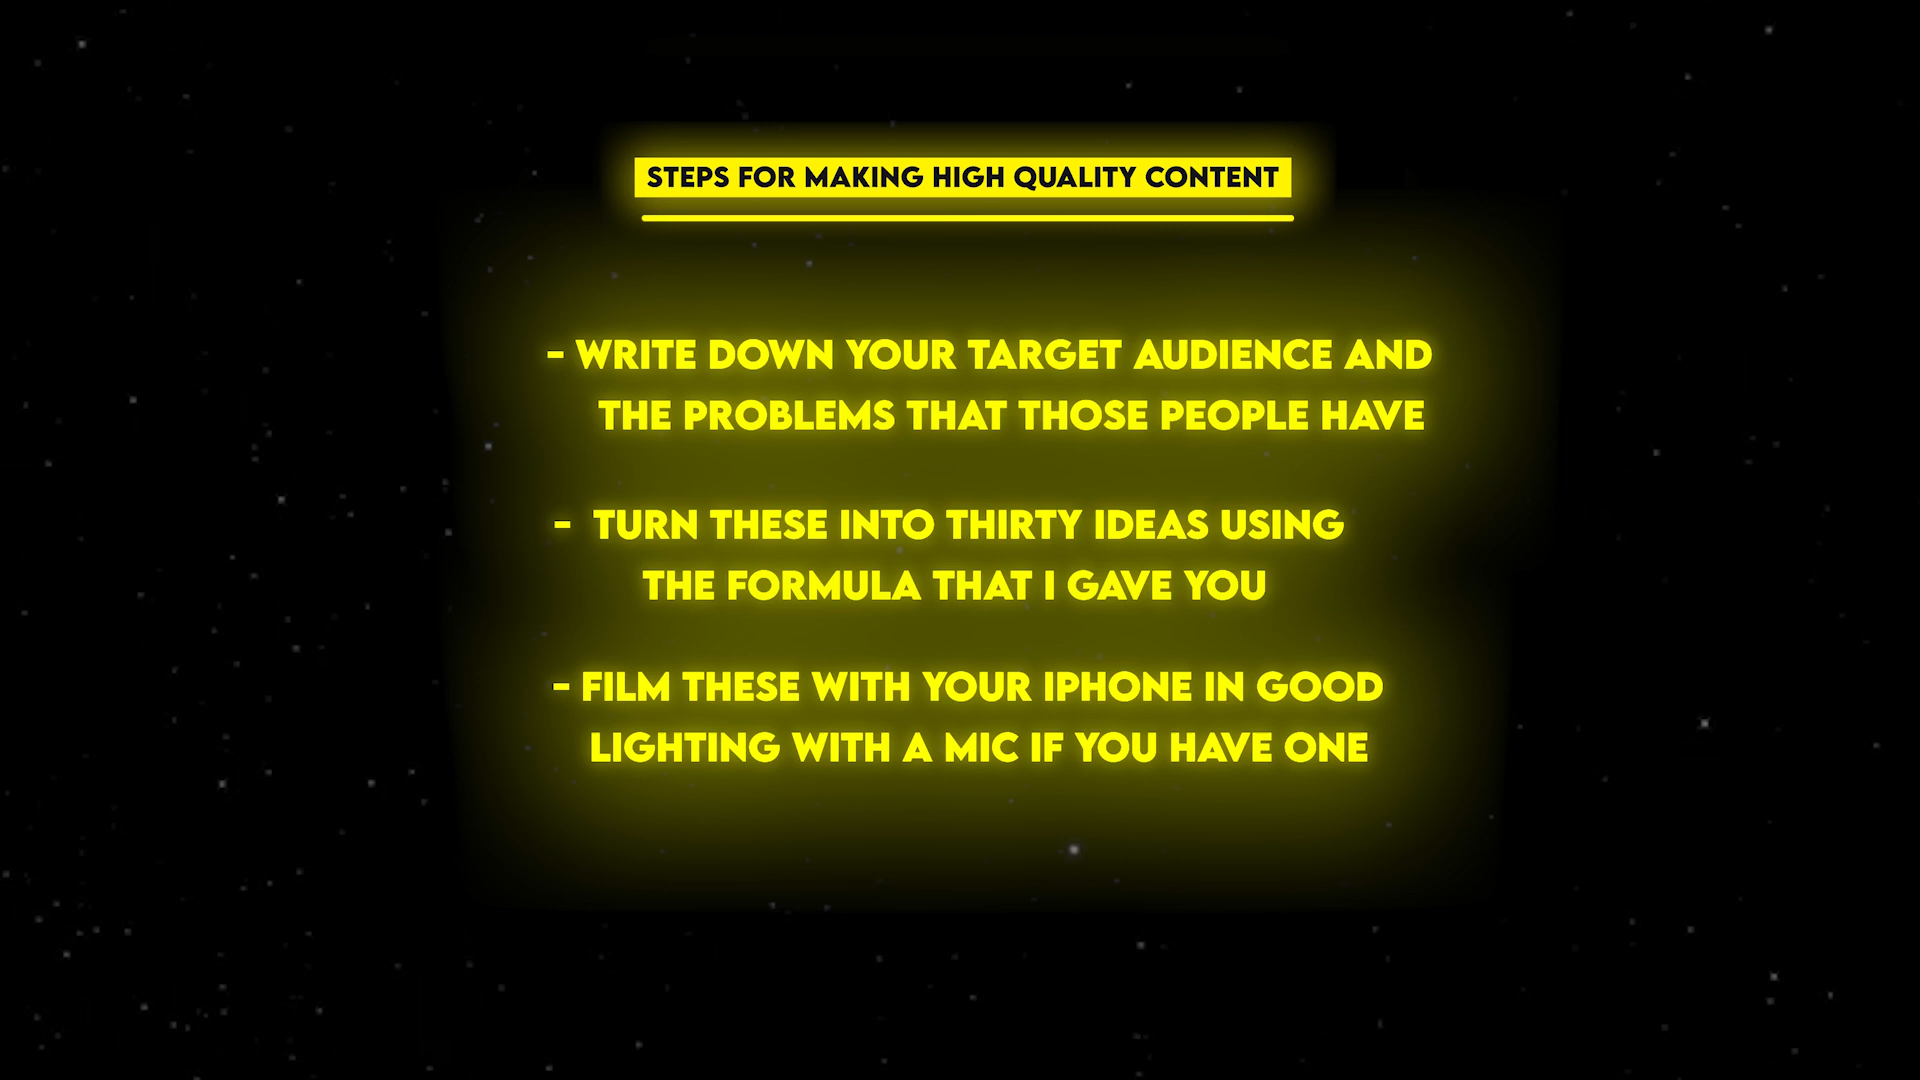 STEPS FOR MAKING HIGH QUALITY CONTENT
- WRITE DOWN YOUR TARGET AUDIENCE AND
THE PROBLEMS THAT THOSE PEOPLE HAVE
- TURN THESE INTO THIRTY IDEAS USING
THE FORMULA THAT I GAVE YOU
- FILM THESE WITH YOUR IPHONE IN GOOD
LIGHTING WITH A MIC IF YOU HAVE ONE